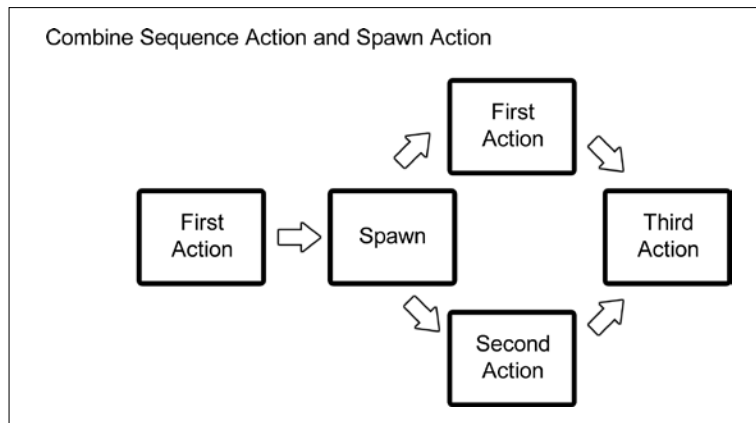 Combine Sequence Action and Spawn Action
First
Action
First
Action
Spawn
Third
Action
Second
Action